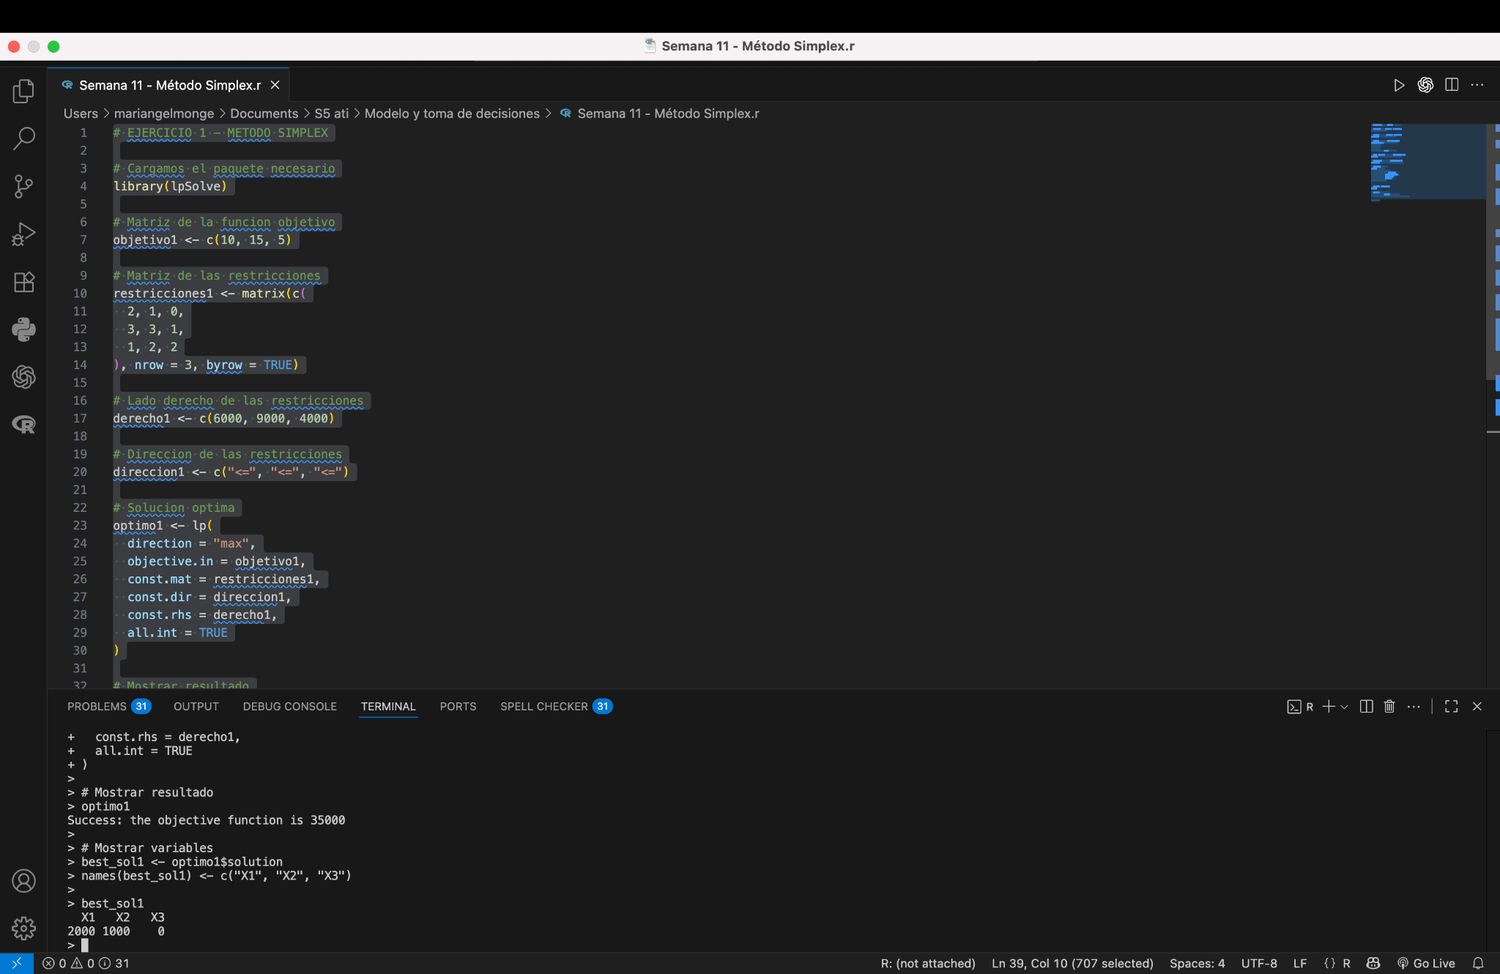 Semana 11 - Método Simplex.r
Semana 11 - Método Simplex.r
Users > mariangelmonge > Documents > S5 ati > Modelo y toma de decisiones > Semana 11 - Método Simplex.r
1 # EJERCICIO 1 – METODO SIMPLEX
2
3 # Cargamos el paquete necesario
4 library(lpSolve)
5
6 # Matriz de la funcion objetivo
7 objetivo1 <- c(10, 15, 5)
8
9 # Matriz de las restricciones
10 restricciones1 <- matrix(c(
11 2, 1, 0,
12 3, 3, 1,
13 1, 2, 2
14 ), nrow = 3, byrow = TRUE)
15
16 # Lado derecho de las restricciones
17 derecho1 <- c(6000, 9000, 4000)
18
19 # Direccion de las restricciones
20 direccion1 <- c("<=", "<=", "<=")
21
22 # Solucion optima
23 optimo1 <- lp(
24 direction = "max",
25 objective.in = objetivo1,
26 const.mat = restricciones1,
27 const.dir = direccion1,
28 const.rhs = derecho1,
29 all.int = TRUE
30 )
31
32 # Mostrar resultado
PROBLEMS 31 OUTPUT DEBUG CONSOLE TERMINAL PORTS SPELL CHECKER 31 R
+ const.rhs = derecho1,
+ all.int = TRUE
+ )
>
> # Mostrar resultado
> optimo1
Success: the objective function is 35000
>
> # Mostrar variables
> best_sol1 <- optimo1$solution
> names(best_sol1) <- c("X1", "X2", "X3")
>
> best_sol1
X1 X2 X3
2000 1000 0
>
0 0 31 R: (not attached) Ln 39, Col 10 (707 selected) Spaces: 4 UTF-8 LF {} R Go Live